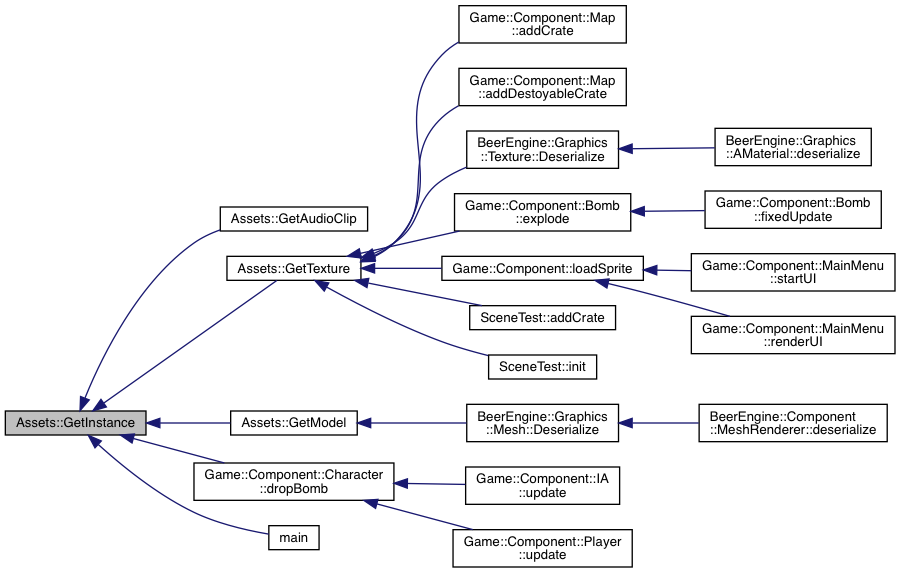 Game::Component::Map
::addCrate
Game::Component::Map
::addDestoyableCrate
BeerEngine::Graphics
::Texture::Deserialize
BeerEngine::Graphics
::AMaterial::deserialize
Game::Component::Bomb
::explode
Game::Component::Bomb
::fixedUpdate
Assets::GetAudioClip
Assets::GetTexture
Game::Component::loadSprite
Game::Component::MainMenu
::startUI
SceneTest::addCrate
Game::Component::MainMenu
::renderUI
SceneTest::init
Assets::GetInstance
Assets::GetModel
BeerEngine::Graphics
::Mesh::Deserialize
BeerEngine::Component
::MeshRenderer::deserialize
Game::Component::Character
::dropBomb
Game::Component::IA
::update
main
Game::Component::Player
::update